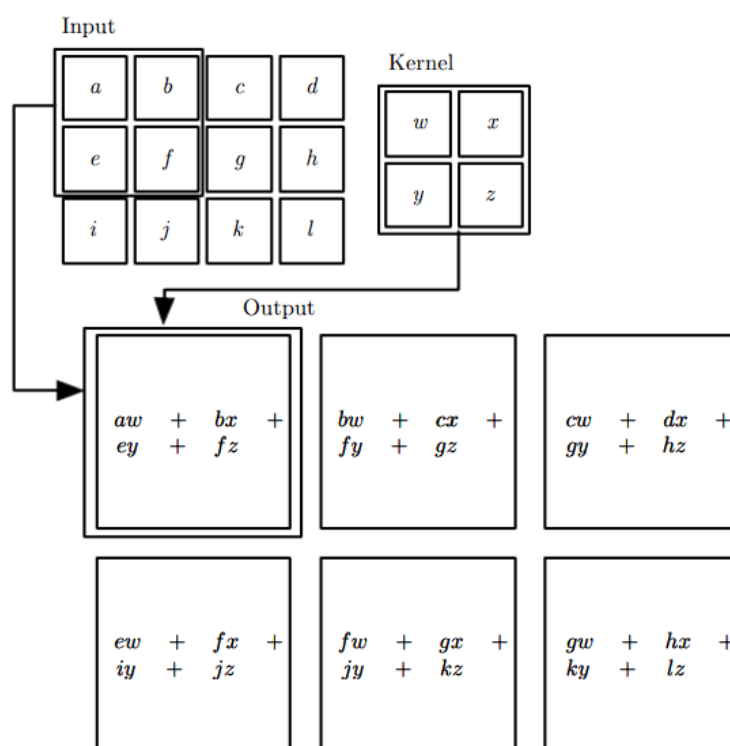 Input
a b c d
e f g h
i j k l
Kernel
w x
y z
Output
aw + bx +
ey + fz
bw + cx +
fy + gz
cw + dx +
gy + hz
ew + fx +
iy + jz
fw + gx +
jy + kz
gw + hx +
ky + lz